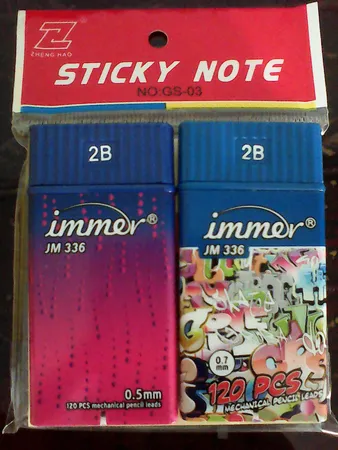 ZHENG HAO
STICKY NOTE
NO:GS-03
2B
immer®
JM 336
0.5mm
120 PCS mechanical pencil leads
2B
immer®
JM 336
0.7
mm
120 PCS
MECHANICAL PENCIL LEADS